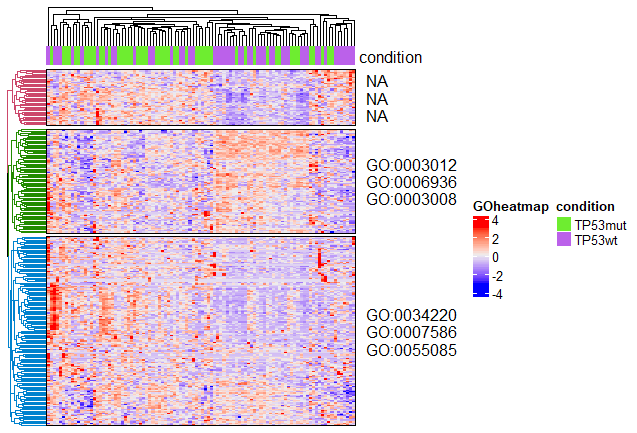 condition
NA
NA
NA
GO:0003012
GO:0006936
GO:0003008
GO:0034220
GO:0007586
GO:0055085
GOheatmap
4
2
0
-2
-4
condition
TP53mut
TP53wt